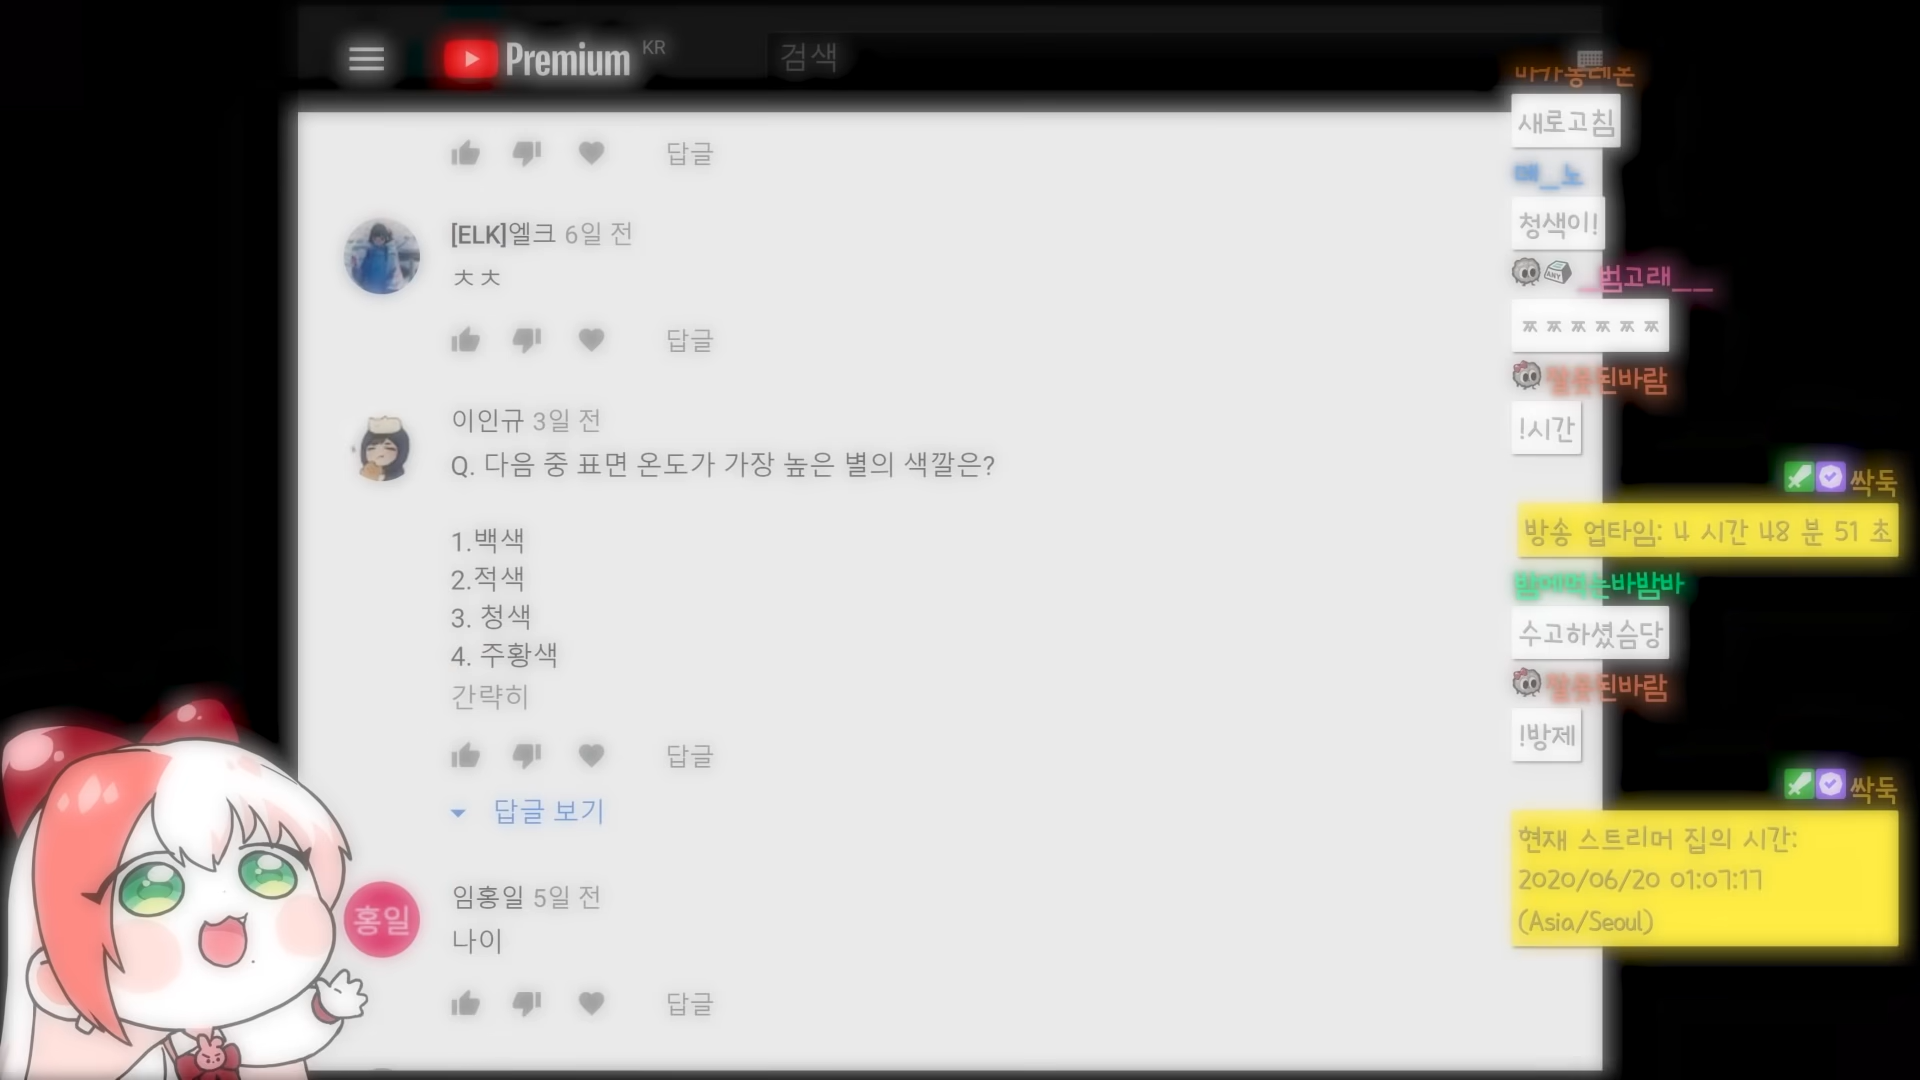 Premium KR
검색
답글
[ELK]엘크 6일 전
ㅊㅊ
답글
이인규 3일 전
Q. 다음 중 표면 온도가 가장 높은 별의 색깔은?
1.백색
2.적색
3. 청색
4. 주황색
간략히
답글
답글 보기
홍일
임홍일 5일 전
나이
답글
새로고침
청색이!
_범고래__
ㅉㅉㅉㅉㅉㅉ
!시간
싹둑
방송 업타임: 4 시간 48 분 51 초
수고하셨슴당
!방제
싹둑
현재 스트리머 집의 시간:
2020/06/20 01:07:17
(Asia/Seoul)